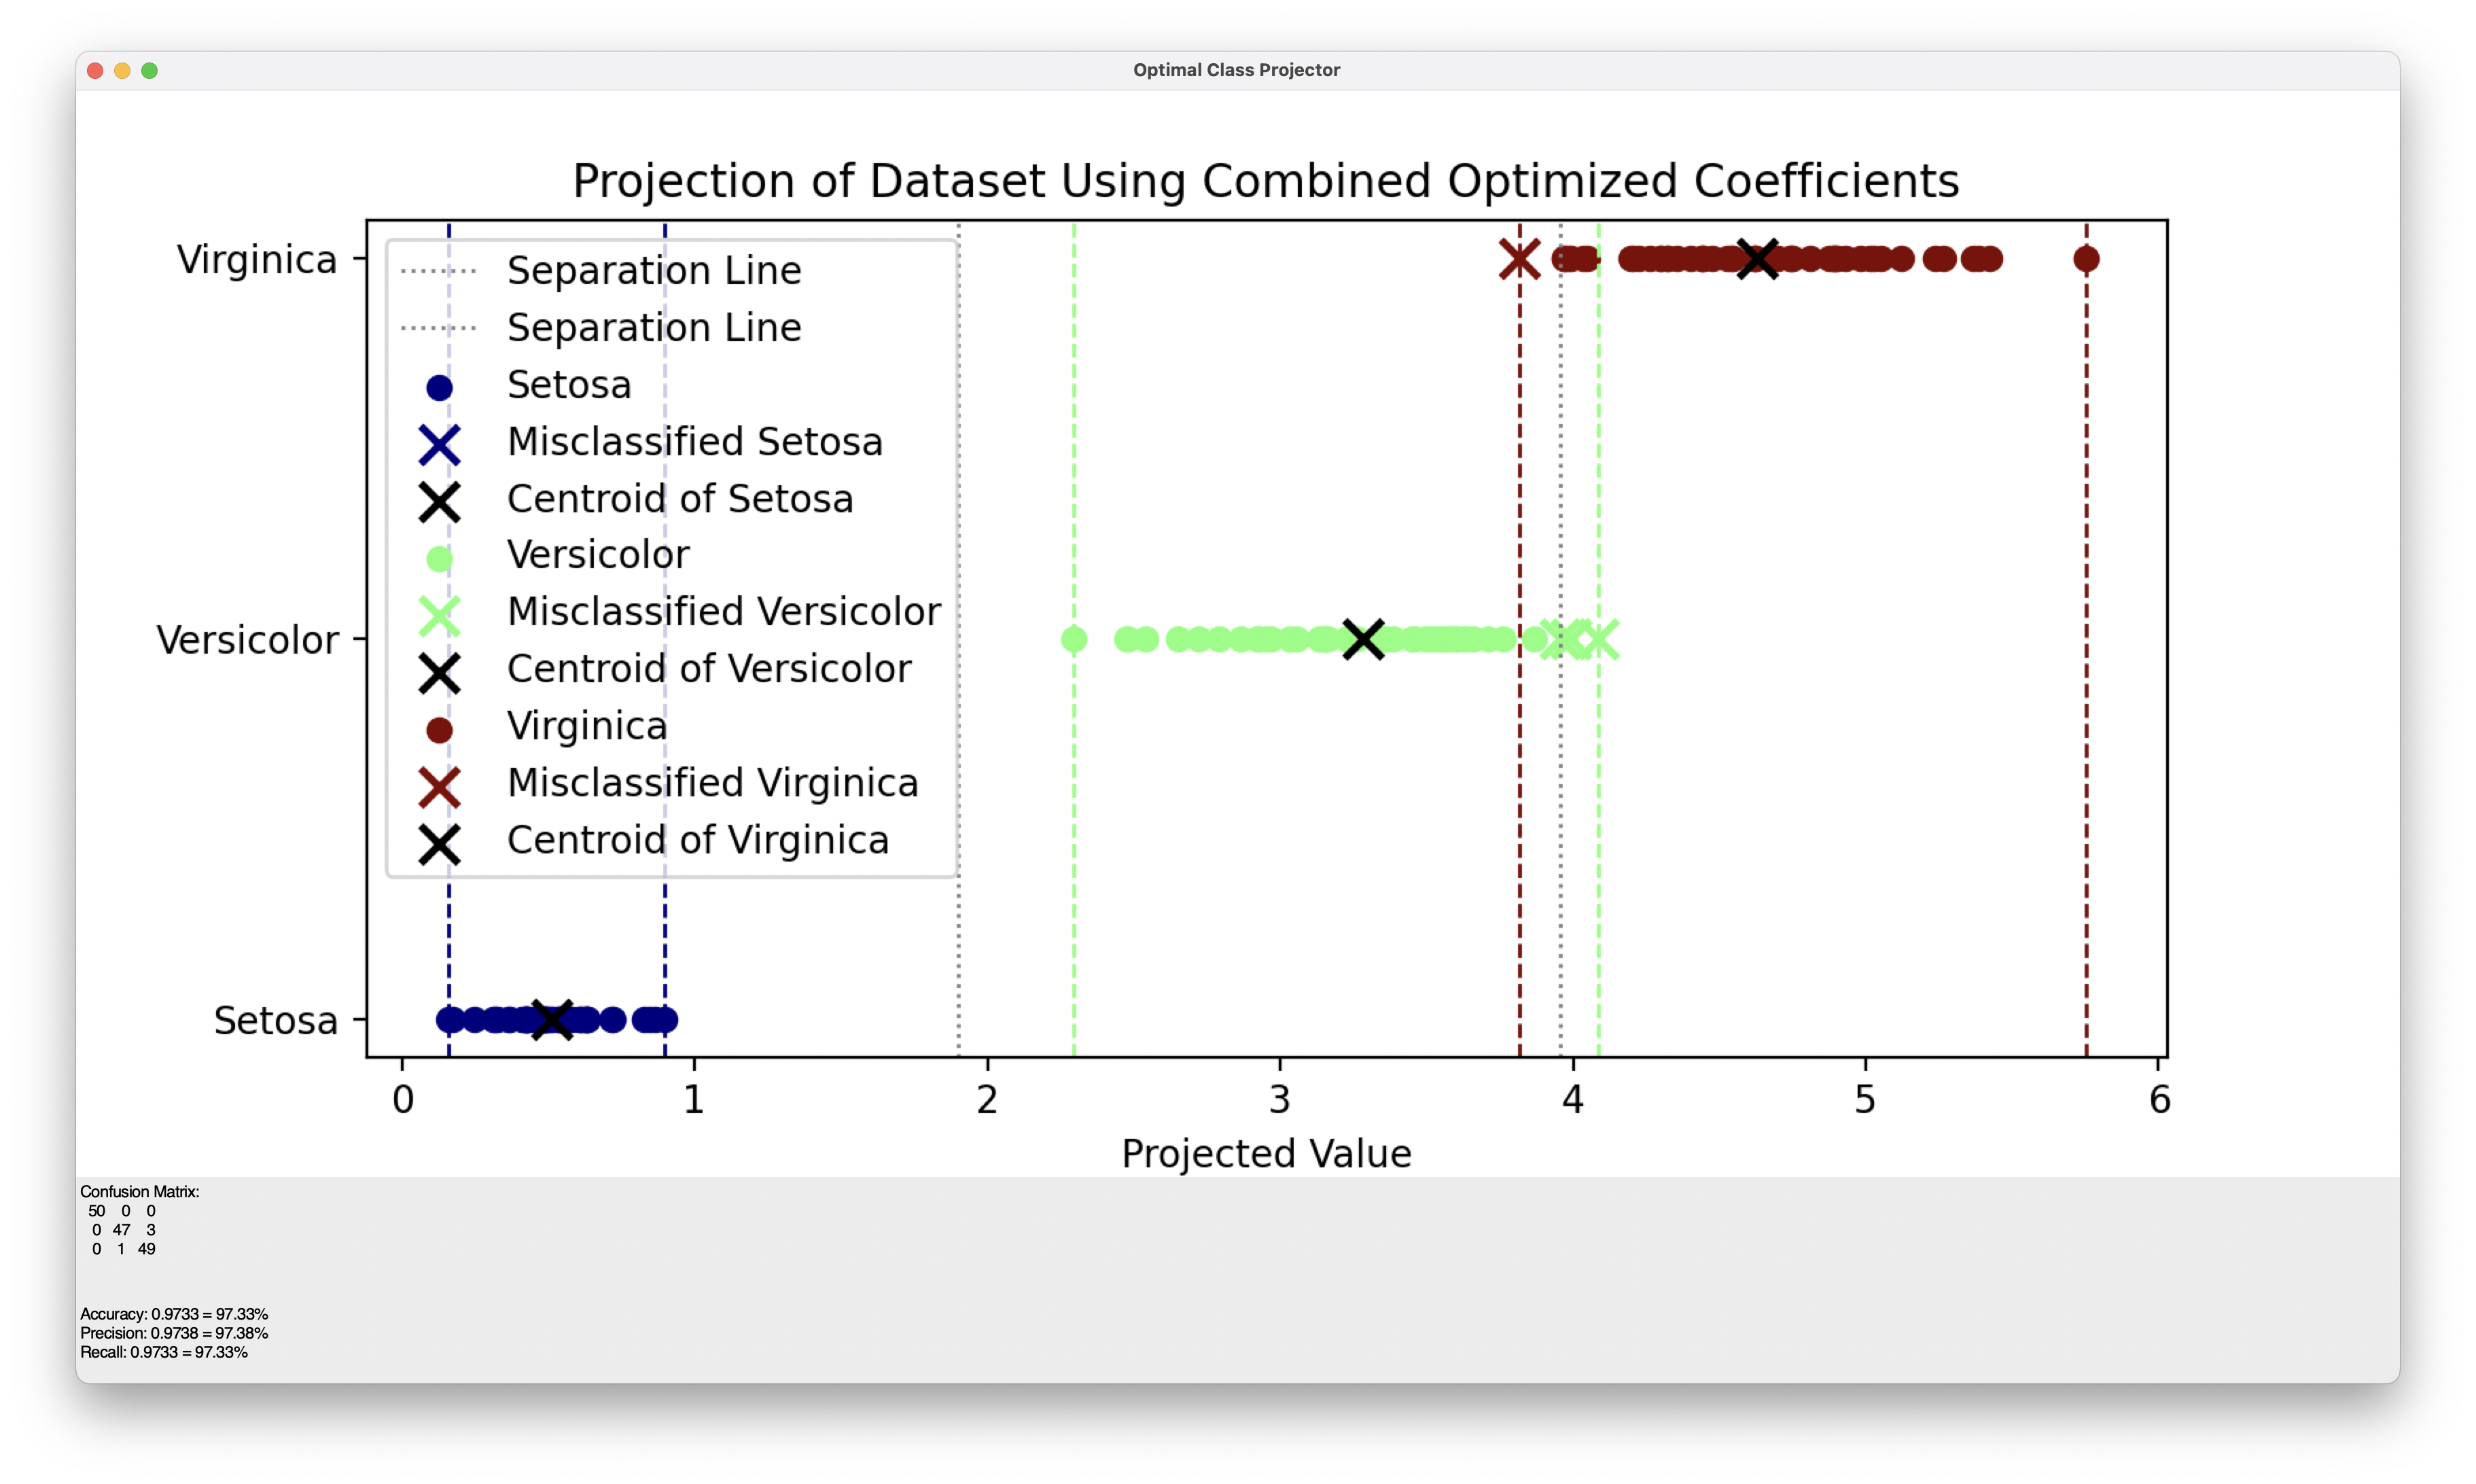 Optimal Class Projector
Projection of Dataset Using Combined Optimized Coefficients
Virginica
Versicolor
Setosa
Separation Line
Separation Line
Setosa
Misclassified Setosa
Centroid of Setosa
Versicolor
Misclassified Versicolor
Centroid of Versicolor
Virginica
Misclassified Virginica
Centroid of Virginica
0 1 2 3 4 5 6
Projected Value
Confusion Matrix:
50 0 0
0 47 3
0 1 49
Accuracy: 0.9733 = 97.33%
Precision: 0.9738 = 97.38%
Recall: 0.9733 = 97.33%